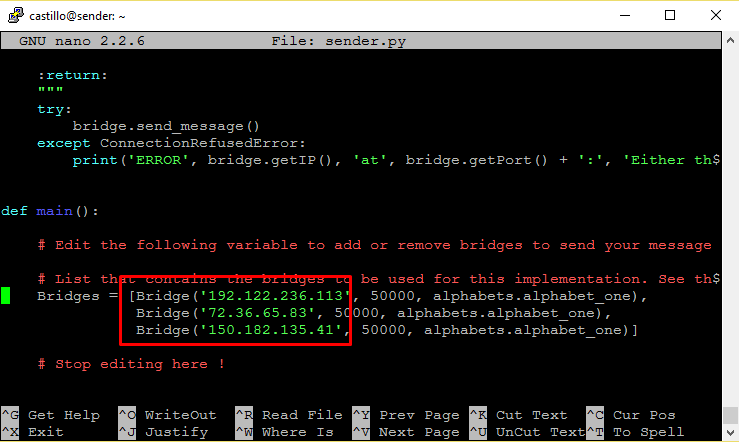 castillo@sender: ~
GNU nano 2.2.6 File: sender.py
:return:
"""
try:
bridge.send_message()
except ConnectionRefusedError:
print('ERROR', bridge.getIP(), 'at', bridge.getPort() + ':', 'Either th$
def main():
# Edit the following variable to add or remove bridges to send your message
# List that contains the bridges to be used for this implementation. See th$
Bridges = [Bridge('192.122.236.113', 50000, alphabets.alphabet_one),
Bridge('72.36.65.83', 50000, alphabets.alphabet_one),
Bridge('150.182.135.41', 50000, alphabets.alphabet_one)]
# Stop editing here !
^G Get Help ^O WriteOut ^R Read File ^Y Prev Page ^K Cut Text ^C Cur Pos
^X Exit ^J Justify ^W Where Is ^V Next Page ^U UnCut Text ^T To Spell